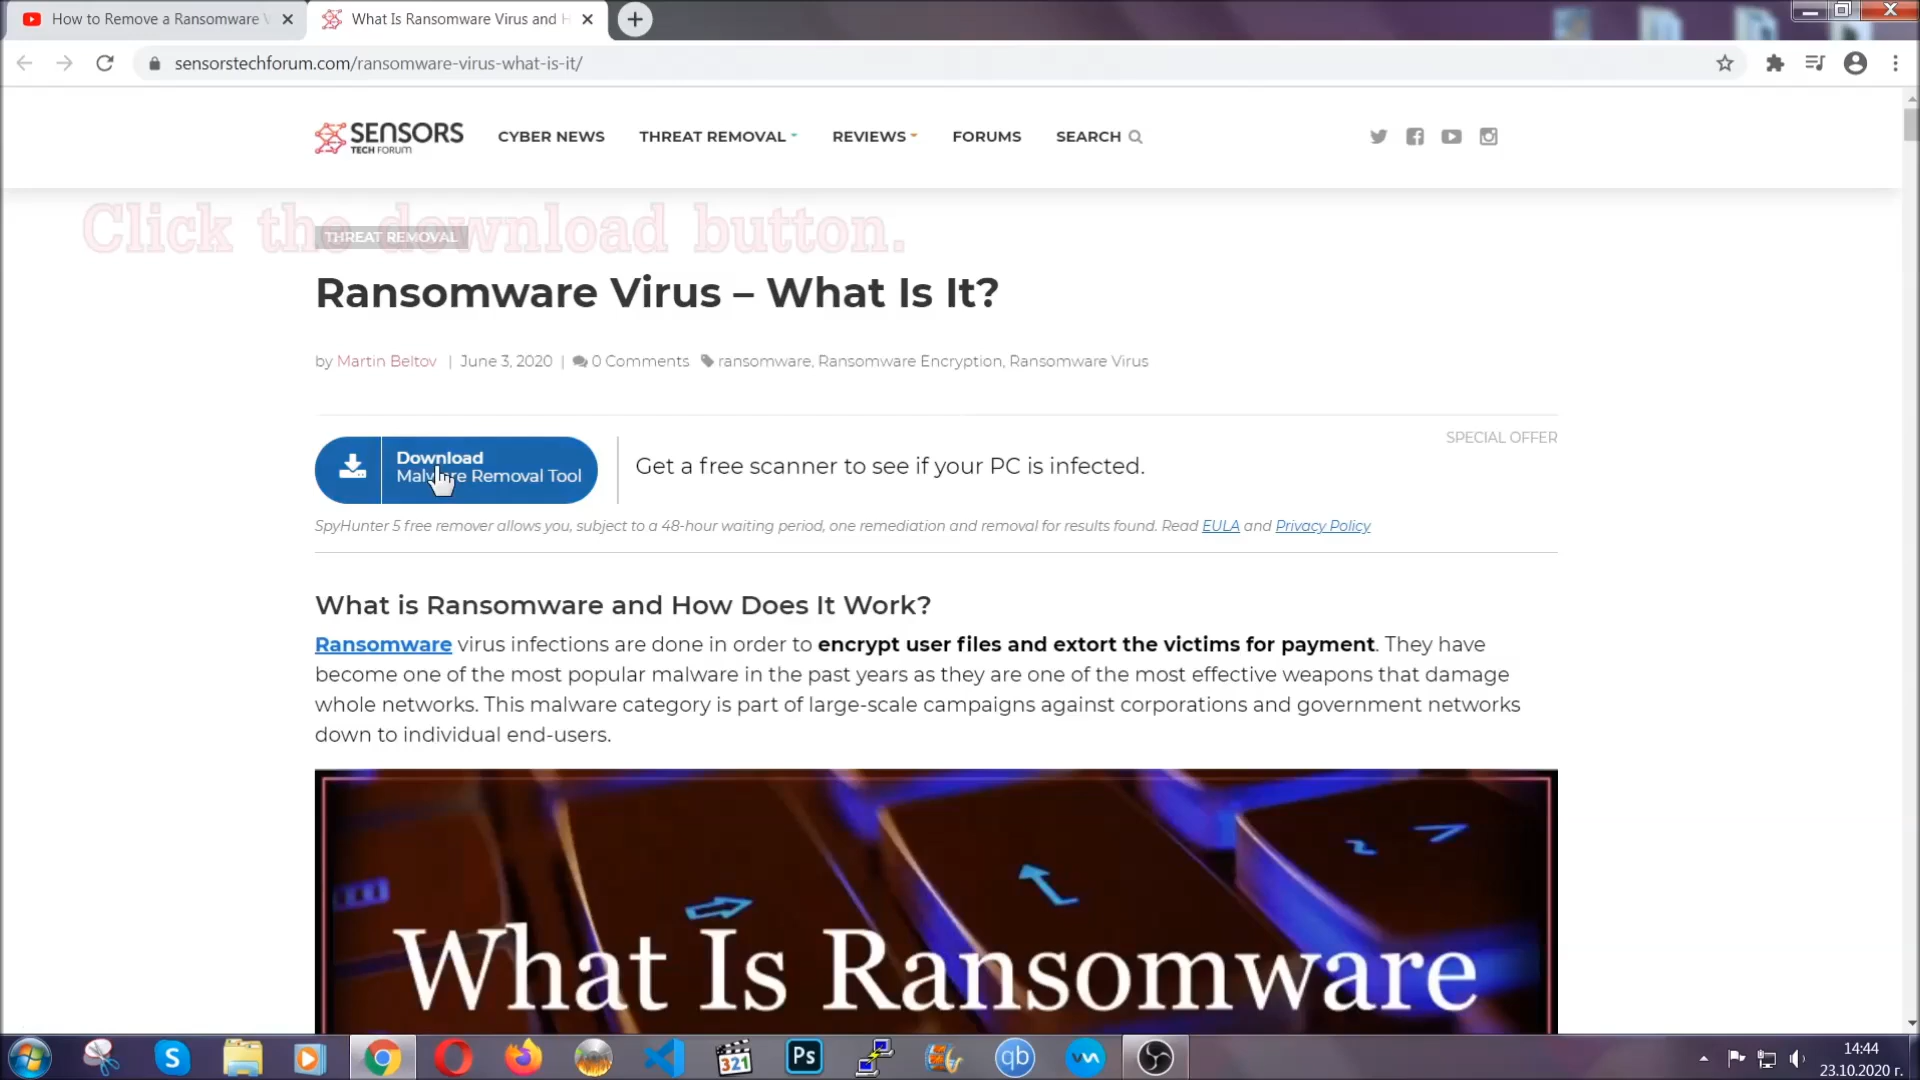 How to Remove a Ransomware V
What Is Ransomware Virus and H
sensorstechforum.com/ransomware-virus-what-is-it/
SENSORS
TECH FORUM
CYBER NEWS
THREAT REMOVAL
REVIEWS
FORUMS
SEARCH
Click the download button.
THREAT REMOVAL
Ransomware Virus – What Is It?
by Martin Beltov | June 3, 2020 | 0 Comments ransomware, Ransomware Encryption, Ransomware Virus
SPECIAL OFFER
Download
Malware Removal Tool
Get a free scanner to see if your PC is infected.
SpyHunter 5 free remover allows you, subject to a 48-hour waiting period, one remediation and removal for results found. Read EULA and Privacy Policy
What is Ransomware and How Does It Work?
Ransomware virus infections are done in order to encrypt user files and extort the victims for payment. They have
become one of the most popular malware in the past years as they are one of the most effective weapons that damage
whole networks. This malware category is part of large-scale campaigns against corporations and government networks
down to individual end-users.
What Is Ransomware
S
321
Ps
qb
14:44
23.10.2020 г.